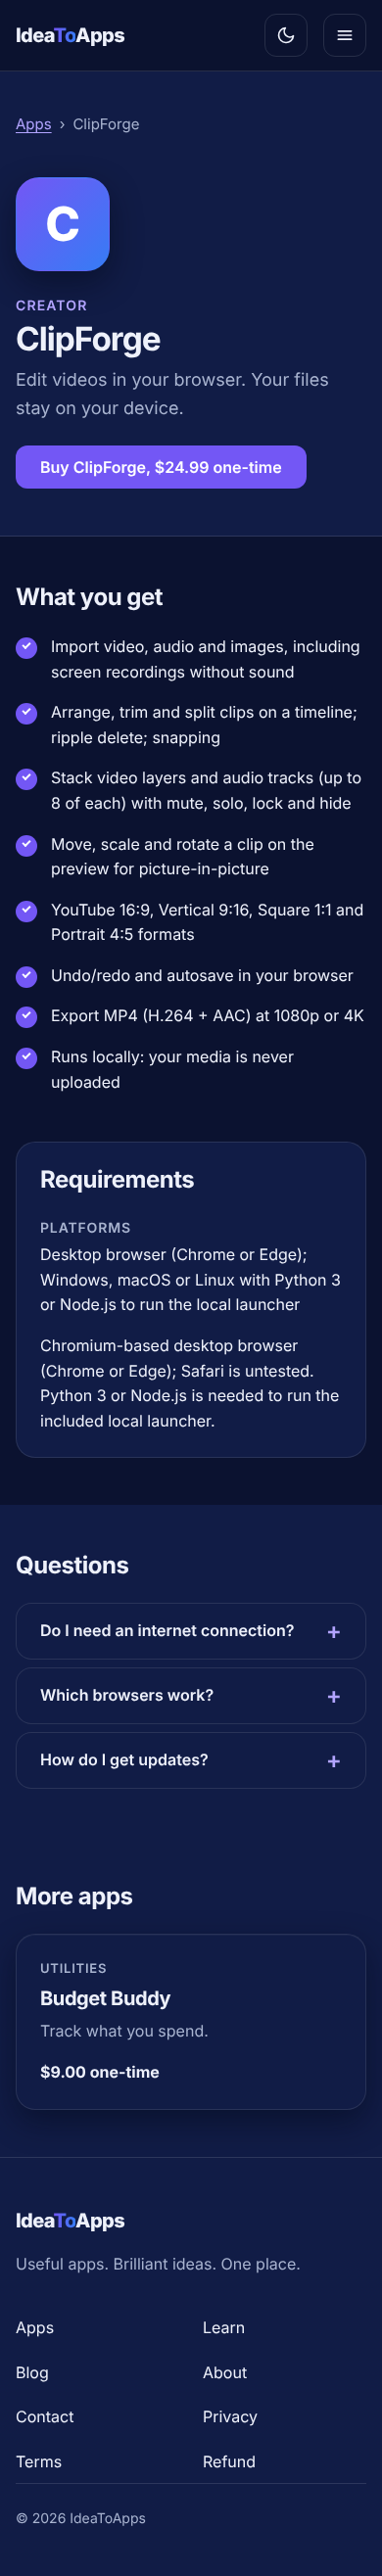 IdeaToApps
Apps › ClipForge
C
CREATOR
ClipForge
Edit videos in your browser. Your files
stay on your device.
Buy ClipForge, $24.99 one-time
What you get
Import video, audio and images, including
screen recordings without sound
Arrange, trim and split clips on a timeline;
ripple delete; snapping
Stack video layers and audio tracks (up to
8 of each) with mute, solo, lock and hide
Move, scale and rotate a clip on the
preview for picture-in-picture
YouTube 16:9, Vertical 9:16, Square 1:1 and
Portrait 4:5 formats
Undo/redo and autosave in your browser
Export MP4 (H.264 + AAC) at 1080p or 4K
Runs locally: your media is never
uploaded
Requirements
PLATFORMS
Desktop browser (Chrome or Edge);
Windows, macOS or Linux with Python 3
or Node.js to run the local launcher
Chromium-based desktop browser
(Chrome or Edge); Safari is untested.
Python 3 or Node.js is needed to run the
included local launcher.
Questions
Do I need an internet connection? +
Which browsers work? +
How do I get updates? +
More apps
UTILITIES
Budget Buddy
Track what you spend.
$9.00 one-time
IdeaToApps
Useful apps. Brilliant ideas. One place.
Apps Learn
Blog About
Contact Privacy
Terms Refund
© 2026 IdeaToApps